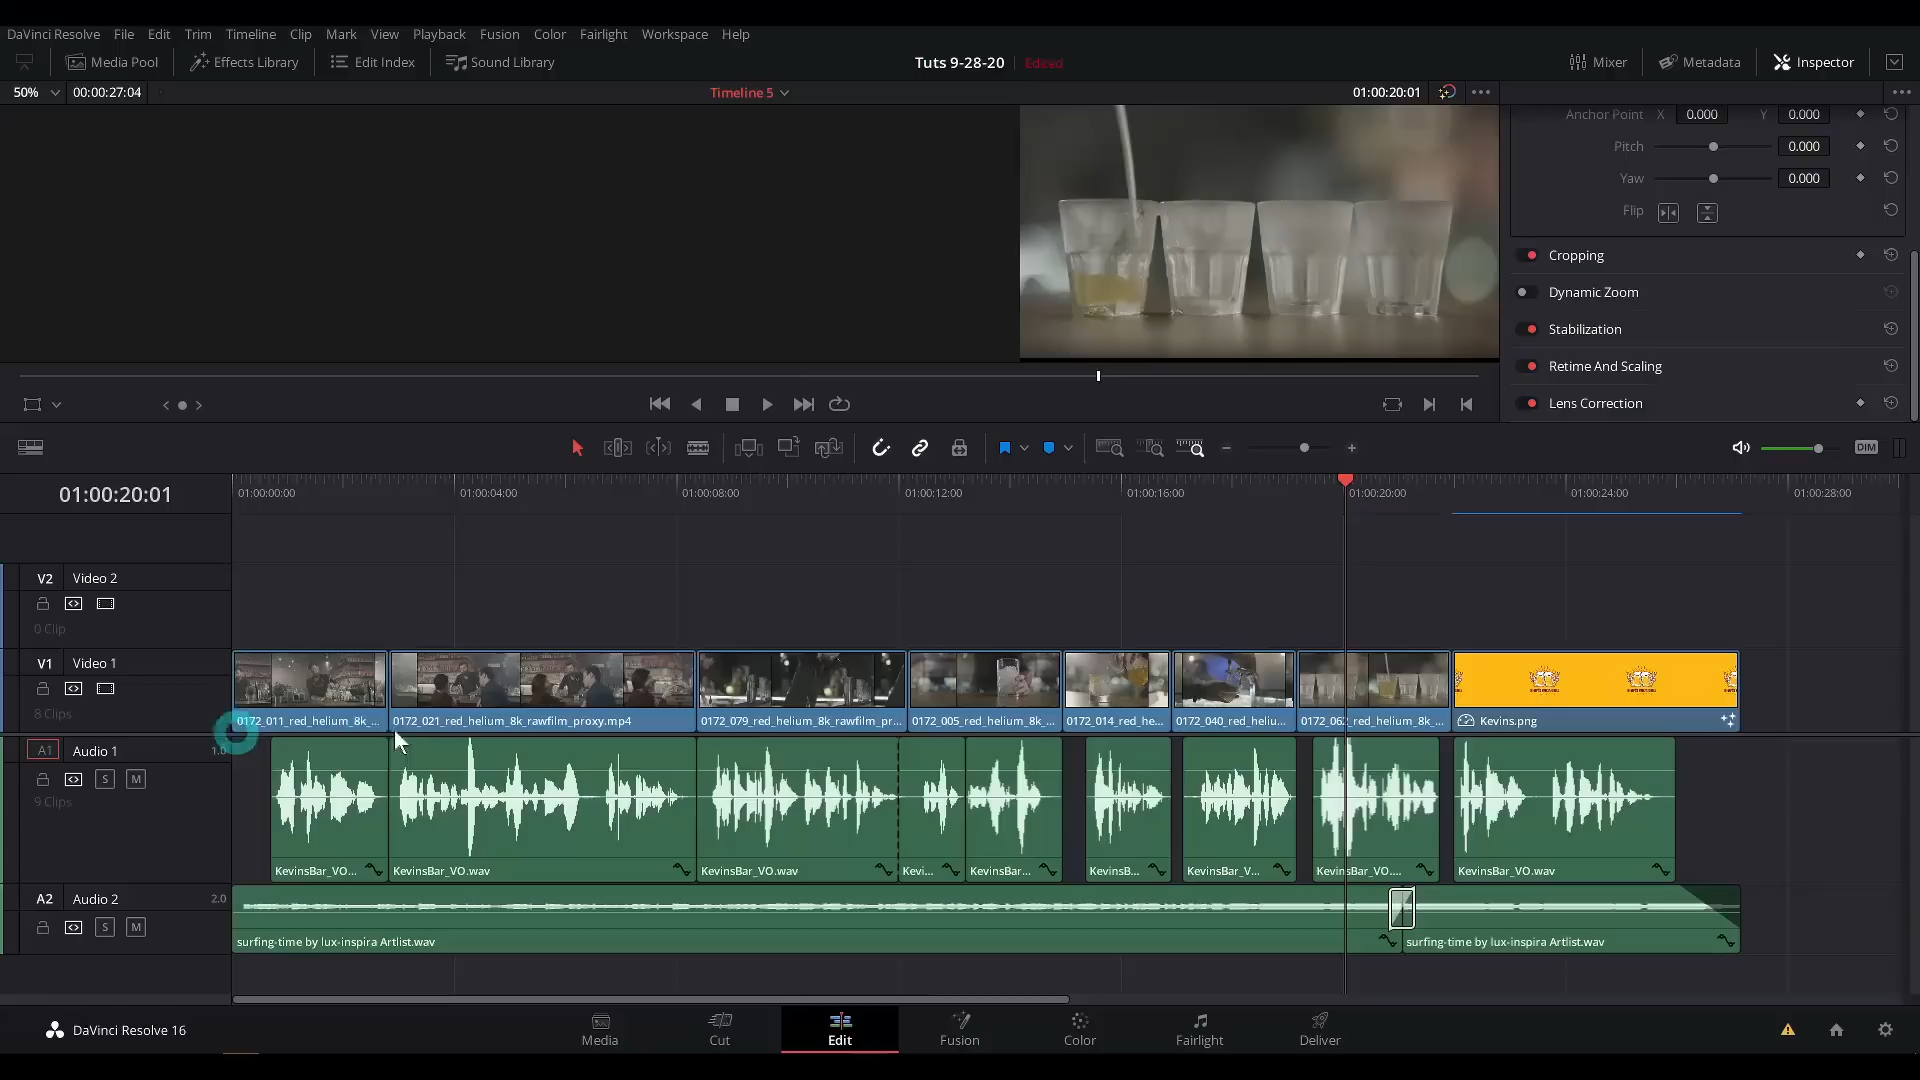 DaVinci Resolve File Edit Trim Timeline Clip Mark View Playback Fusion Color Fairlight Workspace Help
Media Pool Effects Library Edit Index Sound Library Tuts 9-28-20 Edited Mixer Metadata Inspector
50% 00:00:27:04 Timeline 5 01:00:20:01
Anchor Point X 0.000 Y 0.000
Pitch 0.000
Yaw 0.000
Flip
Cropping
Dynamic Zoom
Stabilization
Retime And Scaling
Lens Correction
DIM
01:00:20:01 01:00:00:00 01:00:04:00 01:00:08:00 01:00:12:00 01:00:16:00 01:00:20:00 01:00:24:00 01:00:28:00
V2 Video 2
0 Clip
V1 Video 1
8 Clips
0172_011_red_helium_8k_... 0172_021_red_helium_8k_rawfilm_proxy.mp4 0172_079_red_helium_8k_rawfilm_pr... 0172_005_red_helium_8k_... 0172_014_red_he... 0172_040_red_heliu... 0172_062_red_helium_8k_... Kevins.png
A1 Audio 1 1.0
S M
9 Clips
KevinsBar_VO... KevinsBar_VO.wav KevinsBar_VO.wav Kevi... KevinsBar... KevinsB... KevinsBar_V... KevinsBar_VO.... KevinsBar_VO.wav
A2 Audio 2 2.0
S M
surfing-time by lux-inspira Artlist.wav surfing-time by lux-inspira Artlist.wav
DaVinci Resolve 16 Media Cut Edit Fusion Color Fairlight Deliver